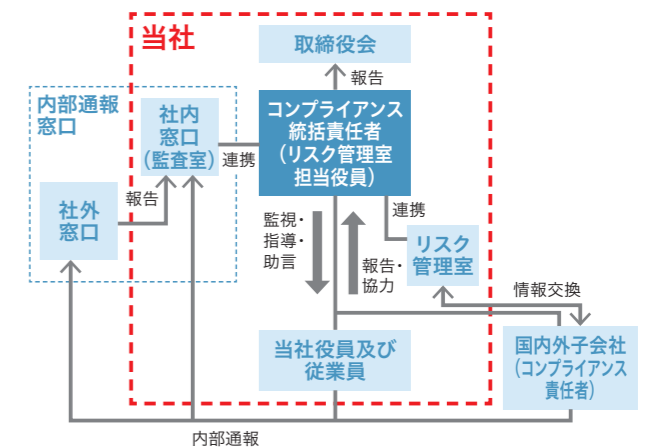 当社
取締役会
報告
内部通報
窓口
社内
窓口
(監査室)
連携
コンプライアンス
統括責任者
(リスク管理室
担当役員)
社外
窓口
報告
監視・
指導・
助言
報告・
協力
連携
リスク
管理室
情報交換
当社役員及び
従業員
国内外子会社
(コンプライアンス
責任者)
内部通報